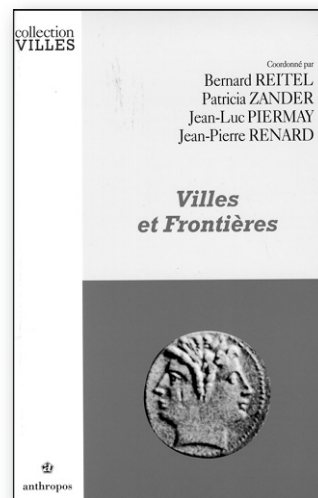 collection
VILLES
Coordonné par
Bernard REITEL
Patricia ZANDER
Jean-Luc PIERMAY
Jean-Pierre RENARD
Villes
et Frontières
anthropos